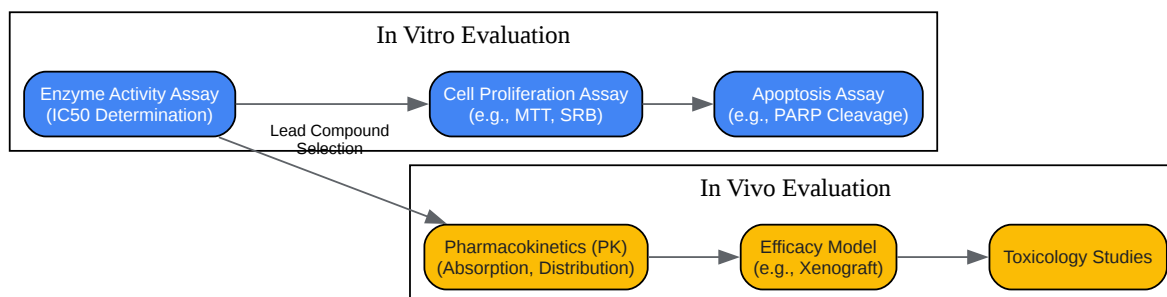 In Vitro Evaluation
Enzyme Activity Assay
(IC50 Determination)
Cell Proliferation Assay
(e.g., MTT, SRB)
Apoptosis Assay
(e.g., PARP Cleavage)
Lead Compound
Selection
In Vivo Evaluation
Pharmacokinetics (PK)
(Absorption, Distribution)
Efficacy Model
(e.g., Xenograft)
Toxicology Studies